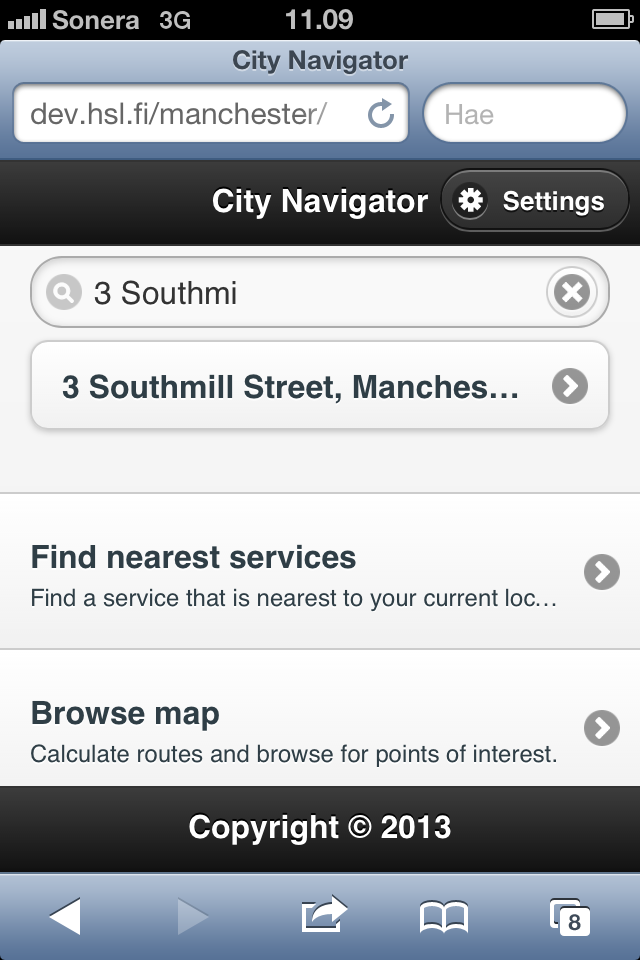 Sonera 3G 11.09
City Navigator
dev.hsl.fi/manchester/ Hae
City Navigator Settings
3 Southmi
3 Southmill Street, Manches...
Find nearest services
Find a service that is nearest to your current loc...
Browse map
Calculate routes and browse for points of interest.
Copyright © 2013
8